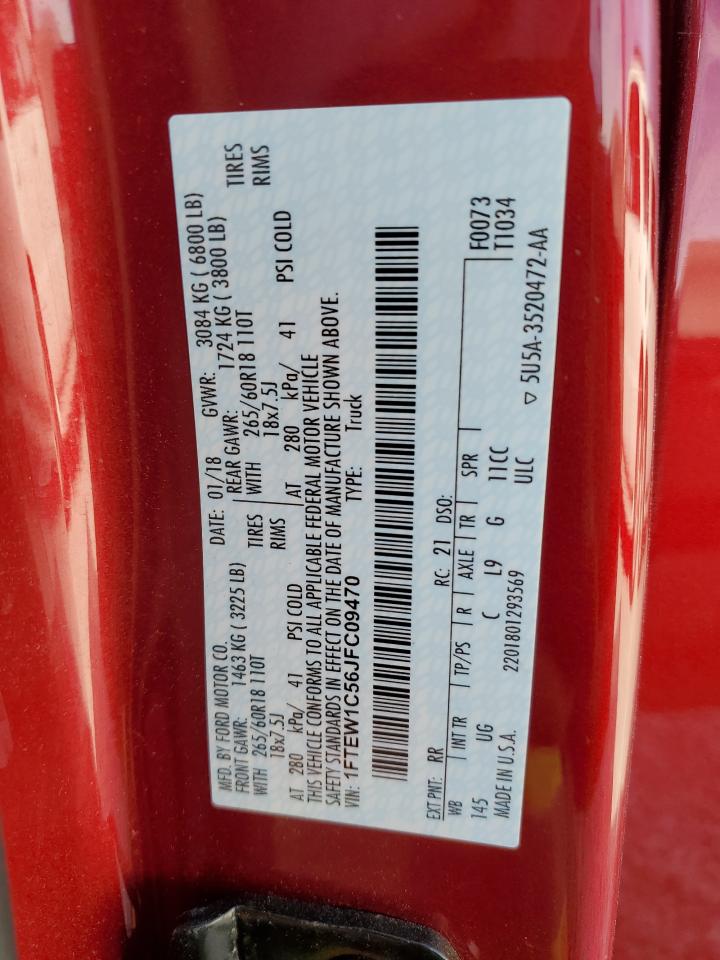 MFD. BY FORD MOTOR CO.
DATE: 01/18 GVWR: 3084 KG ( 6800 LB)
FRONT GAWR: 1463 KG ( 3225 LB) REAR GAWR: 1724 KG ( 3800 LB)
WITH 265/60R18 110T TIRES WITH 265/60R18 110T TIRES
18x7.5J RIMS 18x7.5J RIMS
AT 280 kPa/ 41 PSI COLD AT 280 kPa/ 41 PSI COLD
THIS VEHICLE CONFORMS TO ALL APPLICABLE FEDERAL MOTOR VEHICLE
SAFETY STANDARDS IN EFFECT ON THE DATE OF MANUFACTURE SHOWN ABOVE.
VIN: 1FTEW1C56JFC09470 TYPE: Truck
EXT PNT: RR RC: 21 DSO: F0073
WB INT TR TP/PS R AXLE TR SPR T1034
145 UG C L9 G 11CC
MADE IN U.S.A. 2201801293569 ULC ▽ 5U5A-3520472-AA